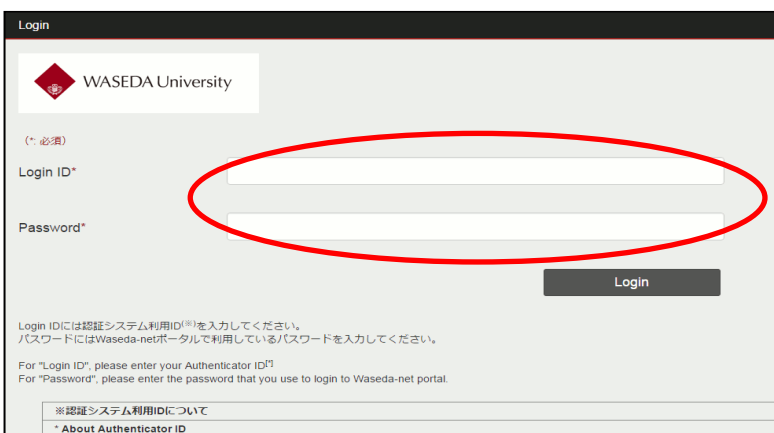 Login
WASEDA University
(*: 必須)
Login ID*
Password*
Login
Login IDには認証システム利用ID(※)を入力してください。
パスワードにはWaseda-netポータルで利用しているパスワードを入力してください。
For "Login ID", please enter your Authenticator ID[*]
For "Password", please enter the password that you use to login to Waseda-net portal.
※認証システム利用IDについて
* About Authenticator ID